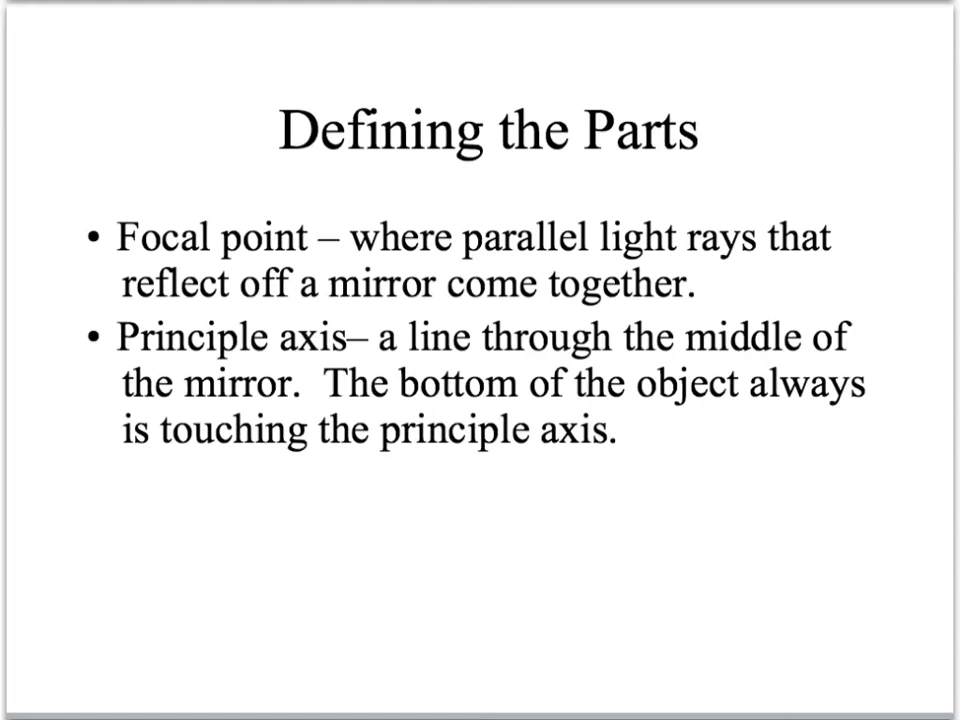 Defining the Parts
• Focal point – where parallel light rays that
reflect off a mirror come together.
• Principle axis– a line through the middle of
the mirror.  The bottom of the object always
is touching the principle axis.